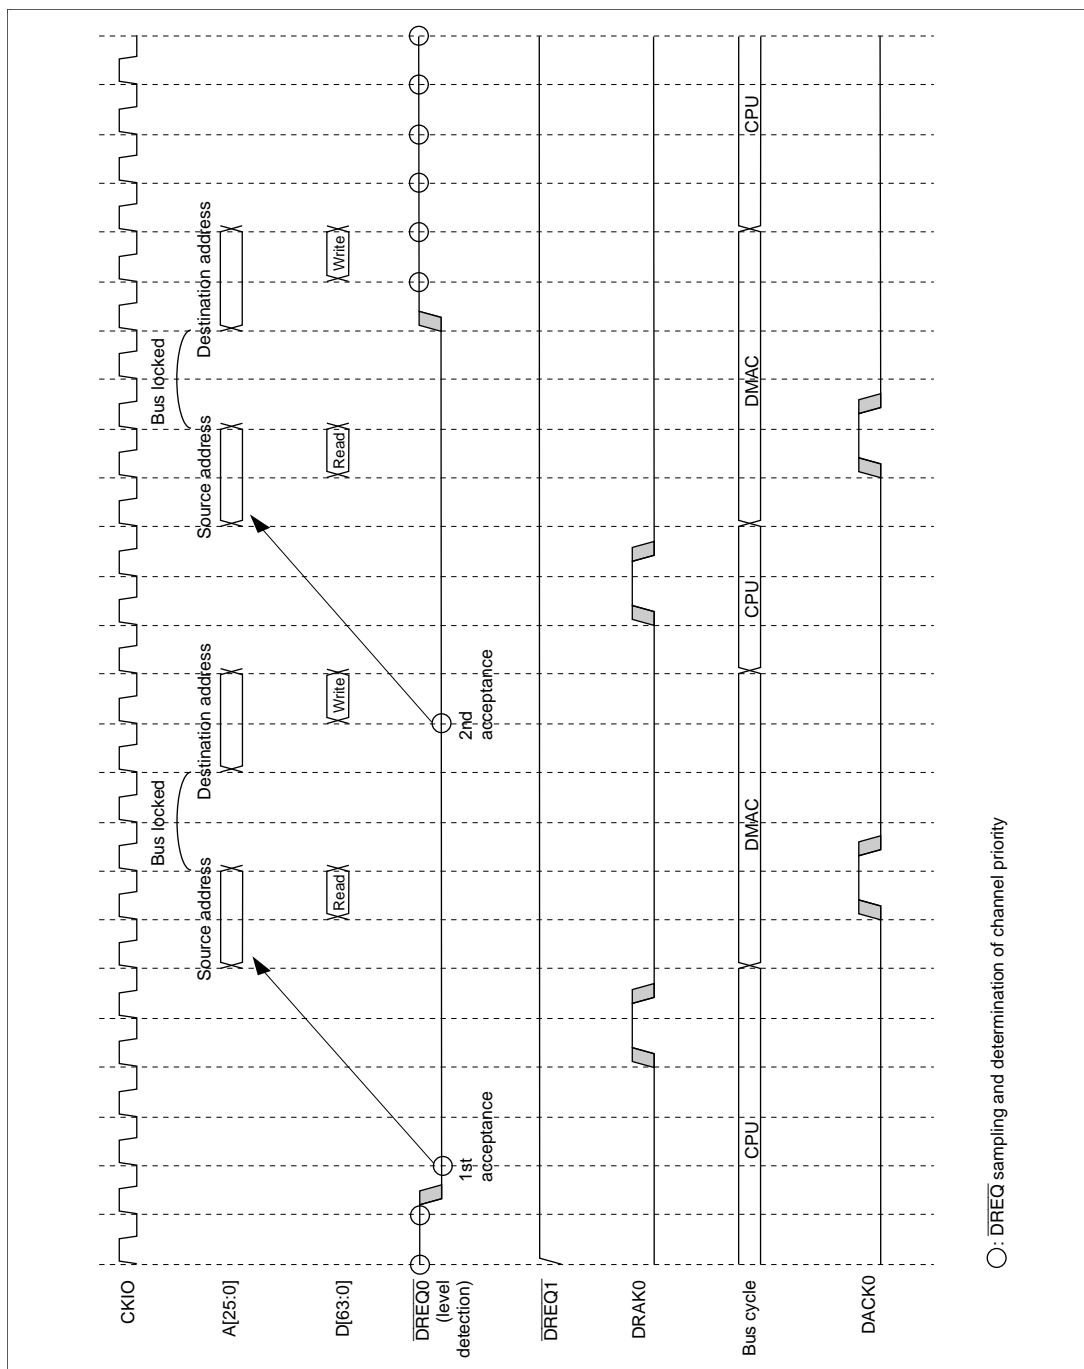 CKIO
A[25:0]
D[63:0]
DREQ0
(level
detection)
DREQ1
DRAK0
Bus cycle
DACK0
Source address
Bus locked
Destination address
Source address
Bus locked
Destination address
Read
Write
Read
Write
1st
acceptance
2nd
acceptance
CPU
DMAC
CPU
DMAC
CPU
: DREQ sampling and determination of channel priority